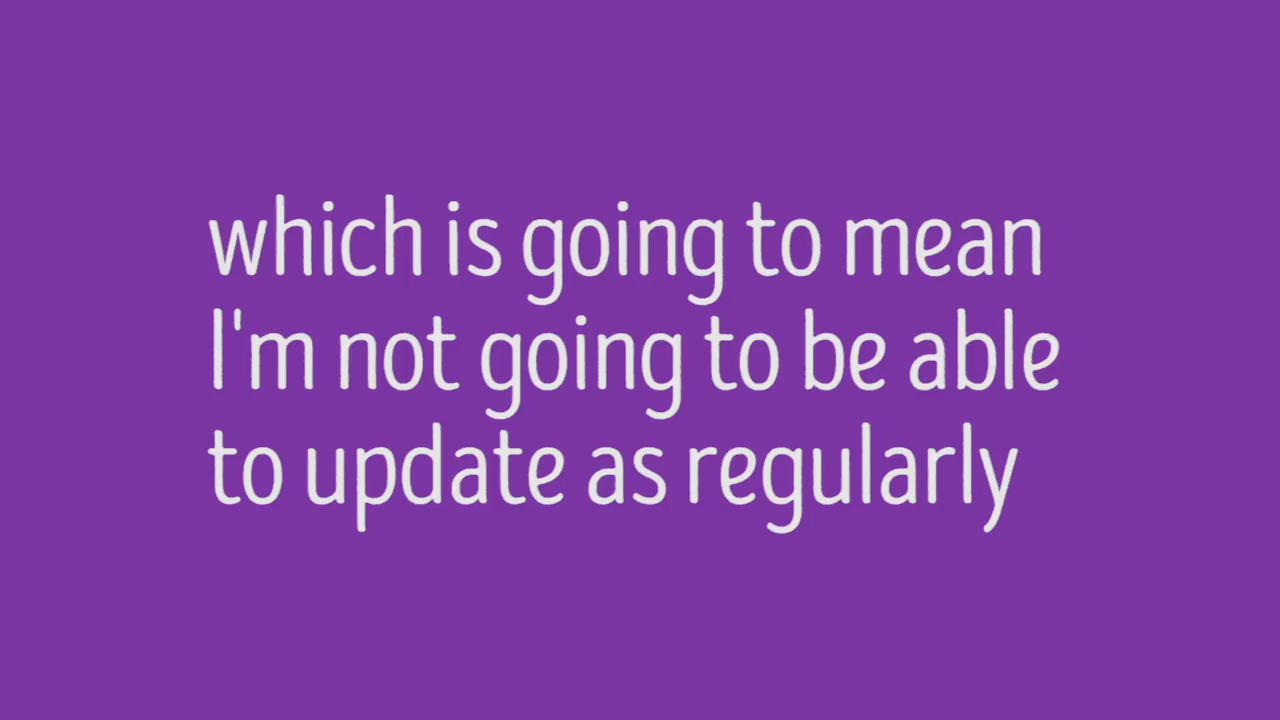 which is going to mean
I'm not going to be able
to update as regularly